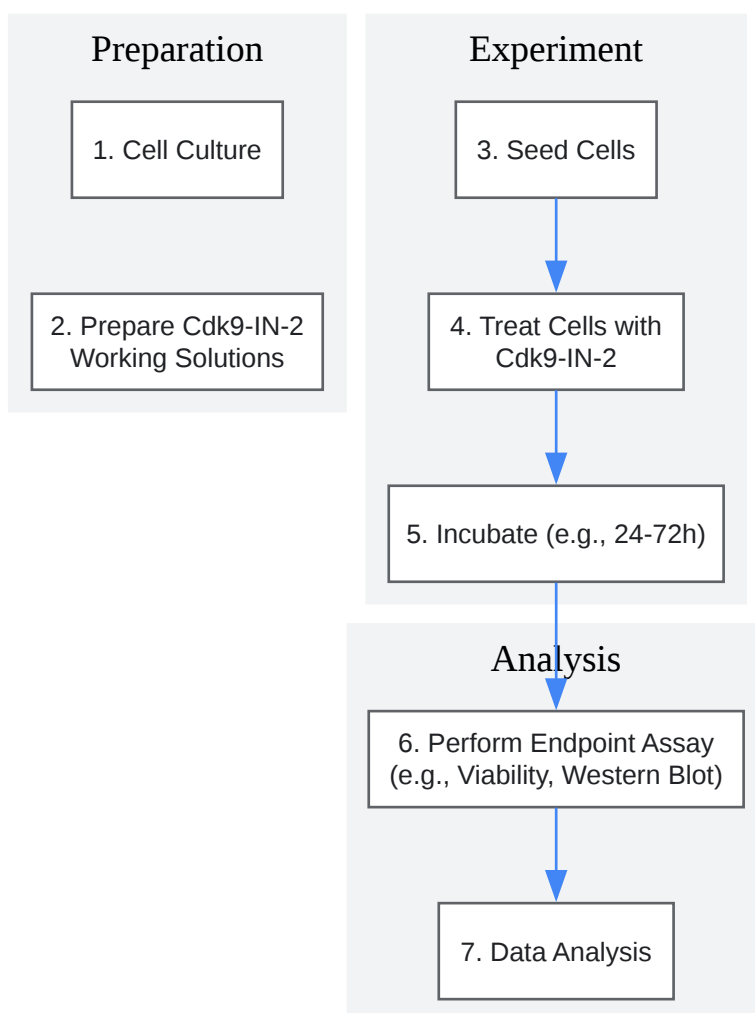 Preparation
1. Cell Culture
2. Prepare Cdk9-IN-2
Working Solutions
Experiment
3. Seed Cells
4. Treat Cells with
Cdk9-IN-2
5. Incubate (e.g., 24-72h)
Analysis
6. Perform Endpoint Assay
(e.g., Viability, Western Blot)
7. Data Analysis